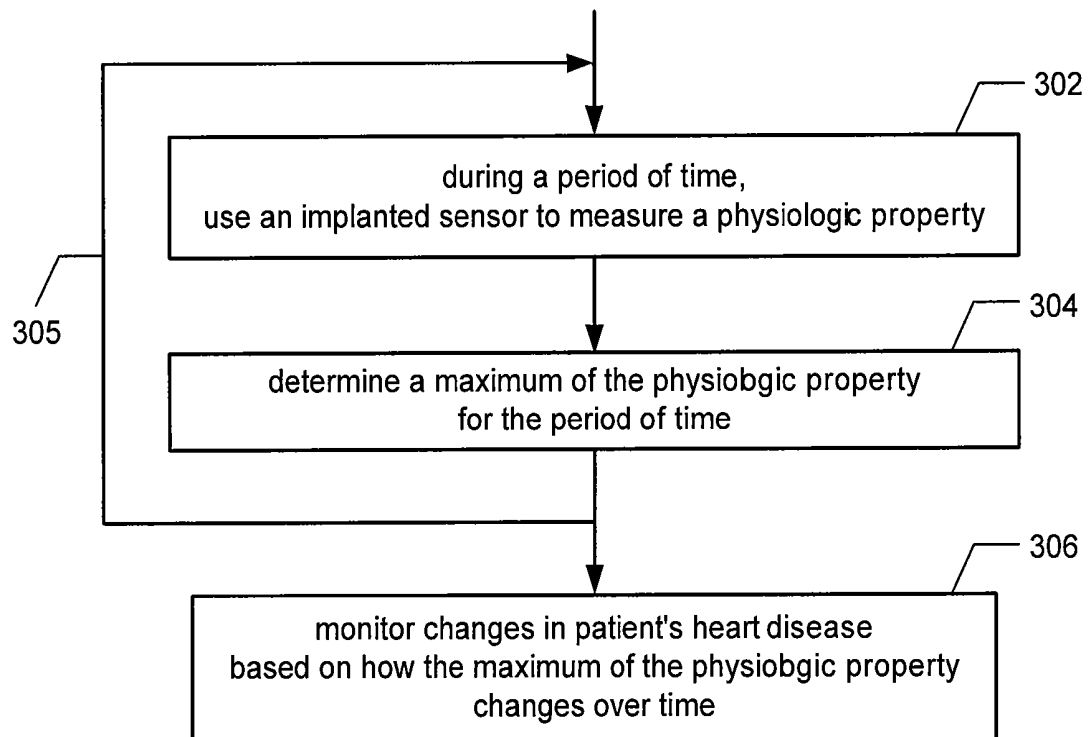 302
during a period of time,
use an implanted sensor to measure a physiologic property
305
304
determine a maximum of the physiobgic property
for the period of time
306
monitor changes in patient's heart disease
based on how the maximum of the physiobgic property
changes over time